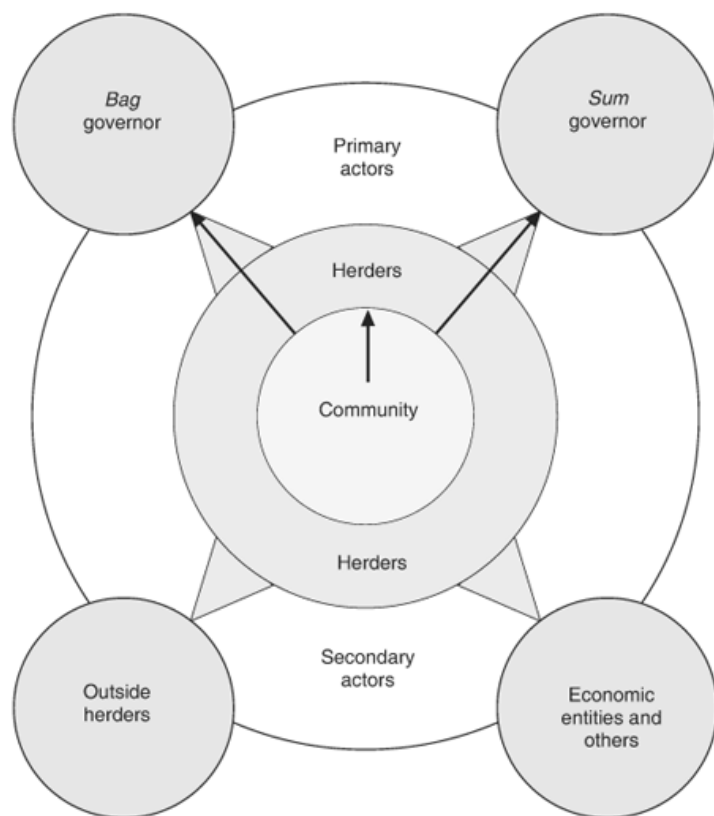 Bag
governor
Sum
governor
Primary
actors
Herders
Community
Herders
Secondary
actors
Outside
herders
Economic
entities and
others